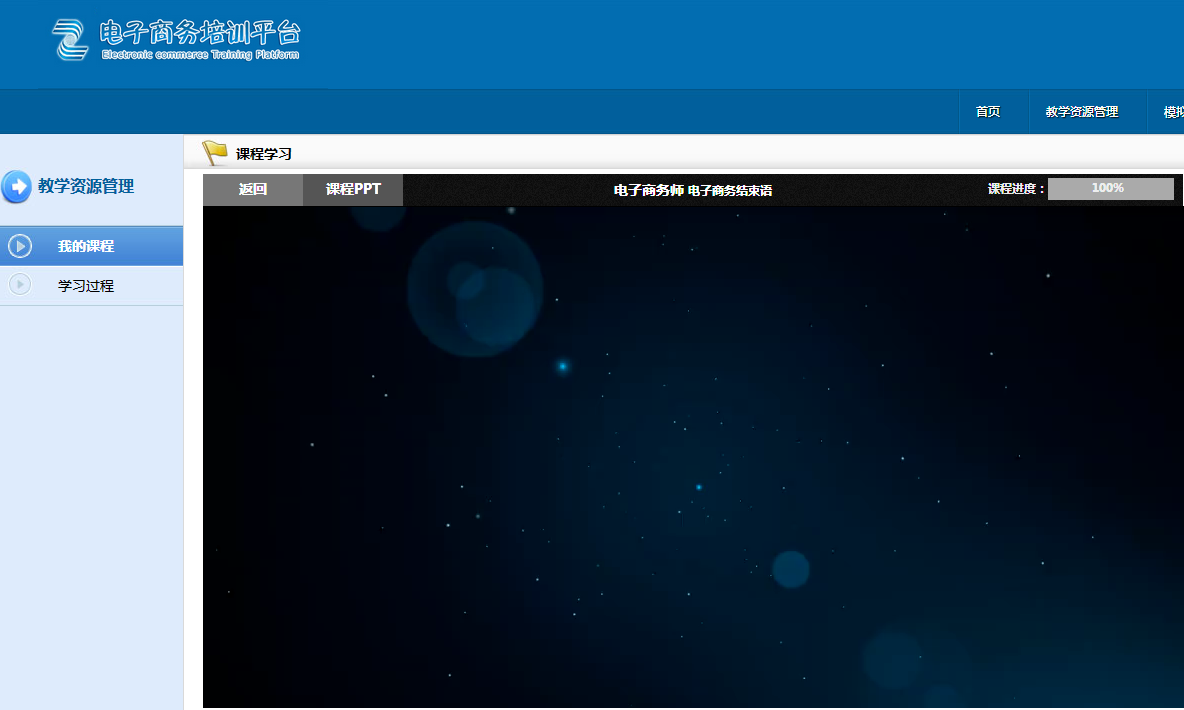 电子商务培训平台
Electronic commerce Training Platform
首页 教学资源管理 模拟
课程学习
教学资源管理
返回 课程PPT 电子商务师 电子商务结束语 课程进度： 100%
我的课程
学习过程